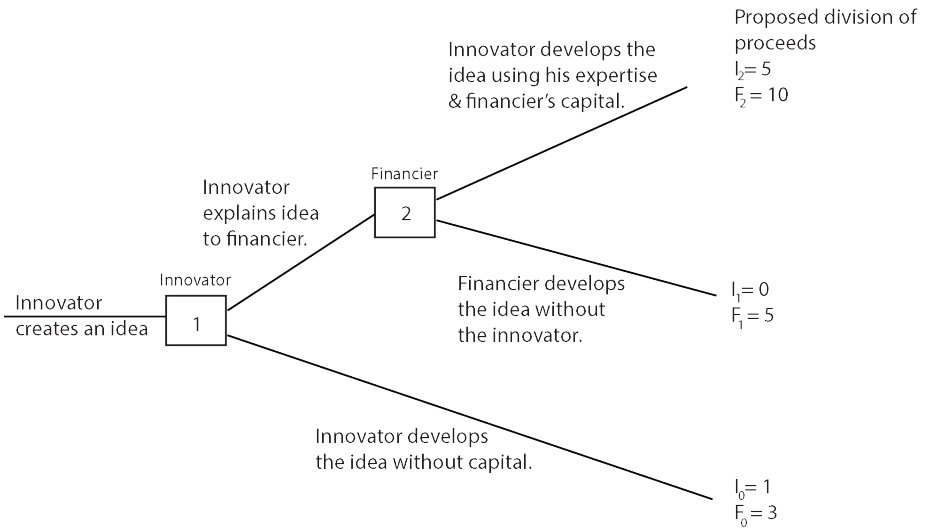 Proposed division of
proceeds
I₂= 5
F₂ = 10
Innovator develops the
idea using his expertise
& financier's capital.
Financier
2
Innovator
explains idea
to financier.
Innovator
1
Innovator
creates an idea
Financier develops
the idea without
the innovator.
I₁= 0
F₁ = 5
Innovator develops
the idea without capital.
I₀= 1
F₀ = 3